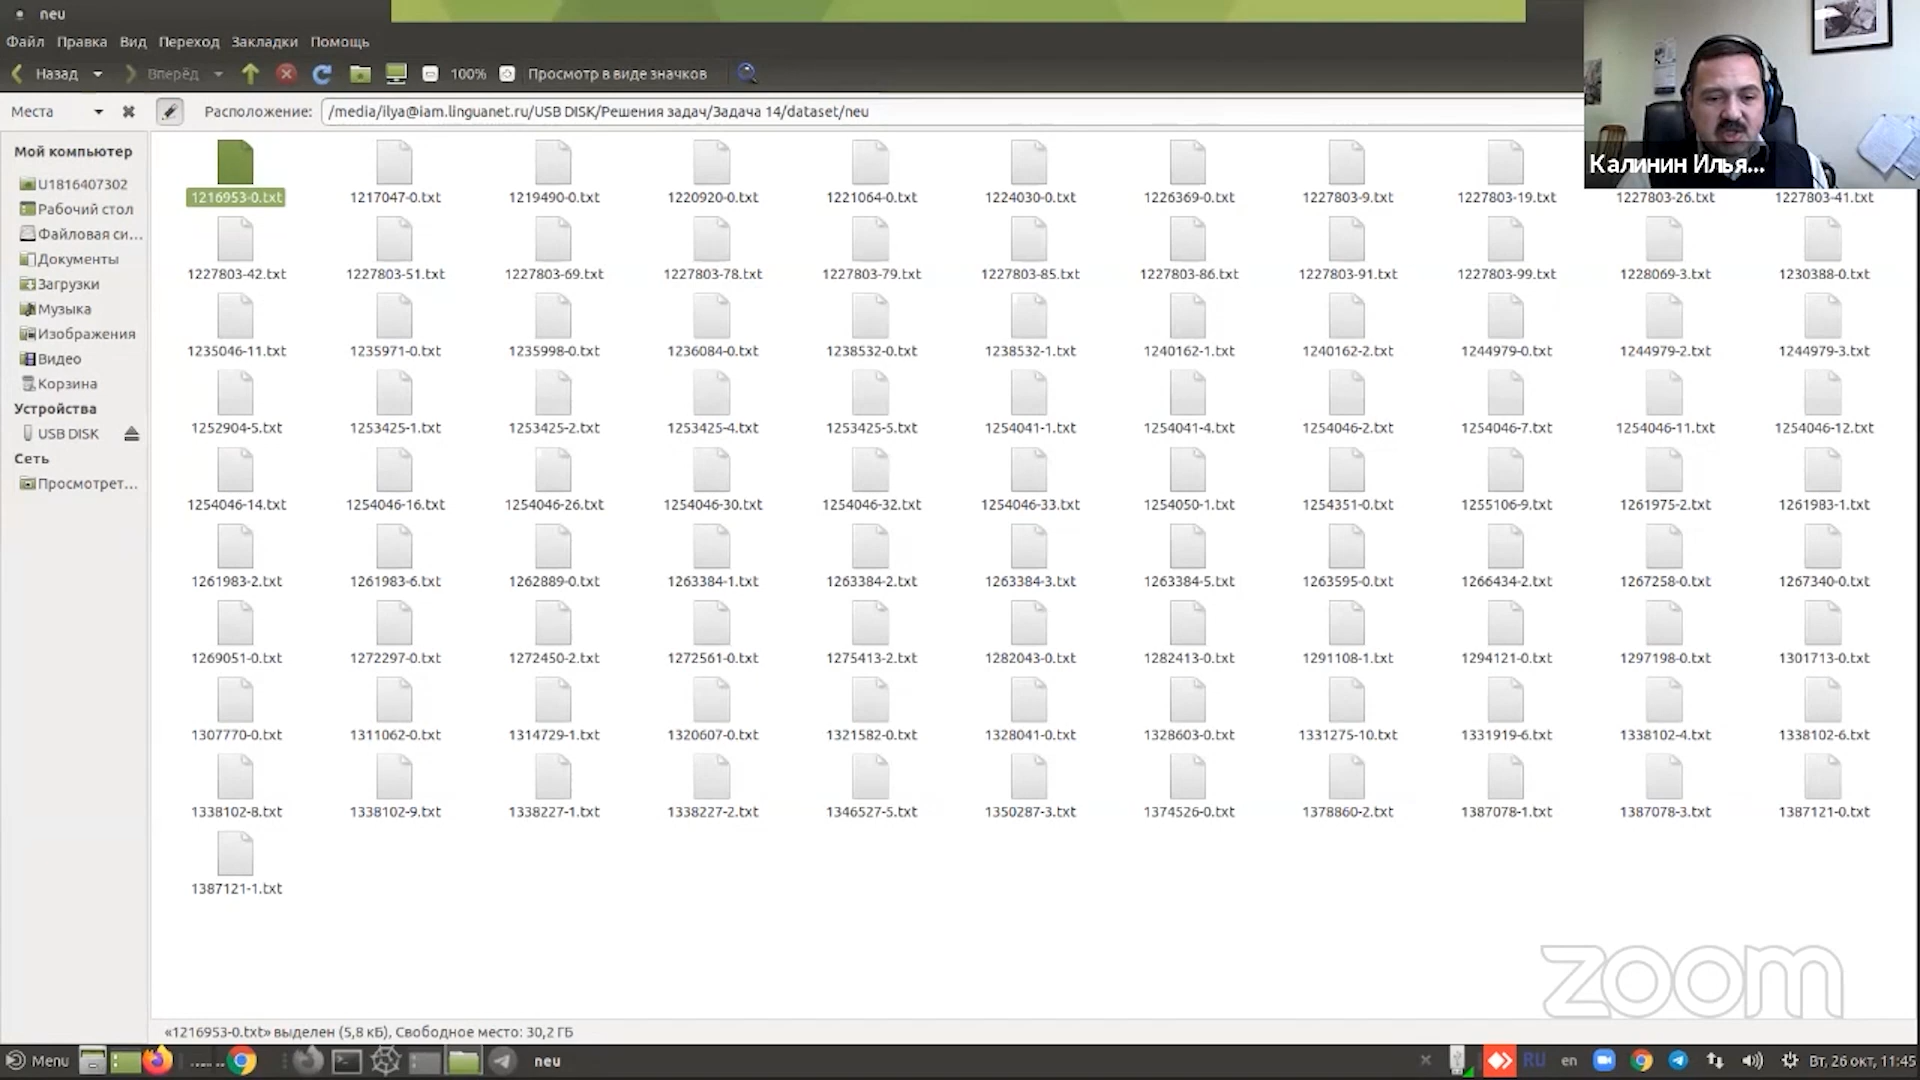 neu
Файл Правка Вид Переход Закладки Помощь
Назад Вперёд 100% Просмотр в виде значков
Места Расположение: /media/ilya@iam.linguanet.ru/USB DISK/Решения задач/Задача 14/dataset/neu
Мой компьютер
U1816407302
Рабочий стол
Файловая си...
Документы
Загрузки
Музыка
Изображения
Видео
Корзина
Устройства
USB DISK
Сеть
Просмотрет...
Калинин Илья...
1216953-0.txt 1217047-0.txt 1219490-0.txt 1220920-0.txt 1221064-0.txt 1224030-0.txt 1226369-0.txt 1227803-9.txt 1227803-19.txt 1227803-26.txt 1227803-41.txt
1227803-42.txt 1227803-51.txt 1227803-69.txt 1227803-78.txt 1227803-79.txt 1227803-85.txt 1227803-86.txt 1227803-91.txt 1227803-99.txt 1228069-3.txt 1230388-0.txt
1235046-11.txt 1235971-0.txt 1235998-0.txt 1236084-0.txt 1238532-0.txt 1238532-1.txt 1240162-1.txt 1240162-2.txt 1244979-0.txt 1244979-2.txt 1244979-3.txt
1252904-5.txt 1253425-1.txt 1253425-2.txt 1253425-4.txt 1253425-5.txt 1254041-1.txt 1254041-4.txt 1254046-2.txt 1254046-7.txt 1254046-11.txt 1254046-12.txt
1254046-14.txt 1254046-16.txt 1254046-26.txt 1254046-30.txt 1254046-32.txt 1254046-33.txt 1254050-1.txt 1254351-0.txt 1255106-9.txt 1261975-2.txt 1261983-1.txt
1261983-2.txt 1261983-6.txt 1262889-0.txt 1263384-1.txt 1263384-2.txt 1263384-3.txt 1263384-5.txt 1263595-0.txt 1266434-2.txt 1267258-0.txt 1267340-0.txt
1269051-0.txt 1272297-0.txt 1272450-2.txt 1272561-0.txt 1275413-2.txt 1282043-0.txt 1282413-0.txt 1291108-1.txt 1294121-0.txt 1297198-0.txt 1301713-0.txt
1307770-0.txt 1311062-0.txt 1314729-1.txt 1320607-0.txt 1321582-0.txt 1328041-0.txt 1328603-0.txt 1331275-10.txt 1331919-6.txt 1338102-4.txt 1338102-6.txt
1338102-8.txt 1338102-9.txt 1338227-1.txt 1338227-2.txt 1346527-5.txt 1350287-3.txt 1374526-0.txt 1378860-2.txt 1387078-1.txt 1387078-3.txt 1387121-0.txt
1387121-1.txt
zoom
«1216953-0.txt» выделен (5,8 кБ), Свободное место: 30,2 ГБ
Menu neu RU en Вт, 26 окт, 11:45